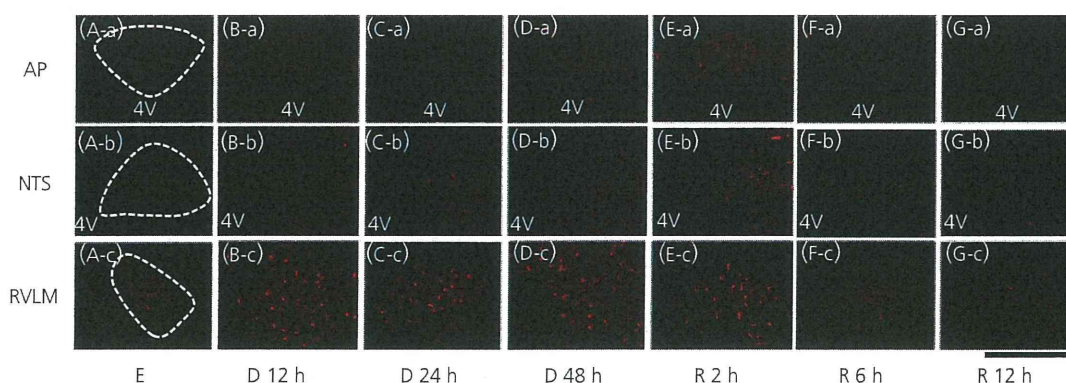 AP (A-a) (B-a) (C-a) (D-a) (E-a) (F-a) (G-a)
4V 4V 4V 4V 4V 4V 4V
NTS (A-b) (B-b) (C-b) (D-b) (E-b) (F-b) (G-b)
4V 4V 4V 4V 4V 4V 4V
RVLM (A-c) (B-c) (C-c) (D-c) (E-c) (F-c) (G-c)
E D 12 h D 24 h D 48 h R 2 h R 6 h R 12 h